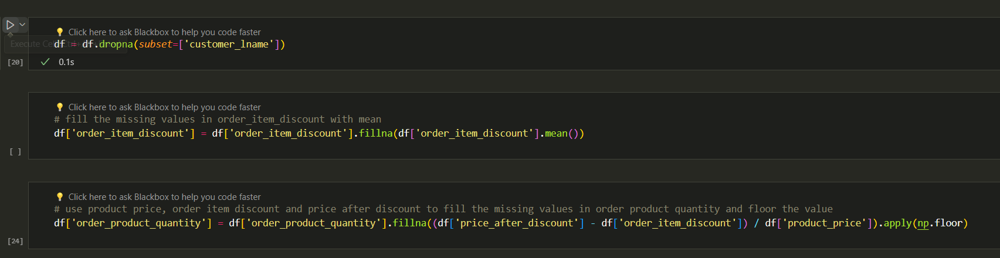 Click here to ask Blackbox to help you code faster
df = df.dropna(subset=['customer_lname'])
[20] 0.1s
Click here to ask Blackbox to help you code faster
# fill the missing values in order_item_discount with mean
df['order_item_discount'] = df['order_item_discount'].fillna(df['order_item_discount'].mean())
[ ]
Click here to ask Blackbox to help you code faster
# use product price, order item discount and price after discount to fill the missing values in order product quantity and floor the value
df['order_product_quantity'] = df['order_product_quantity'].fillna((df['price_after_discount'] - df['order_item_discount']) / df['product_price']).apply(np.floor)
[24]